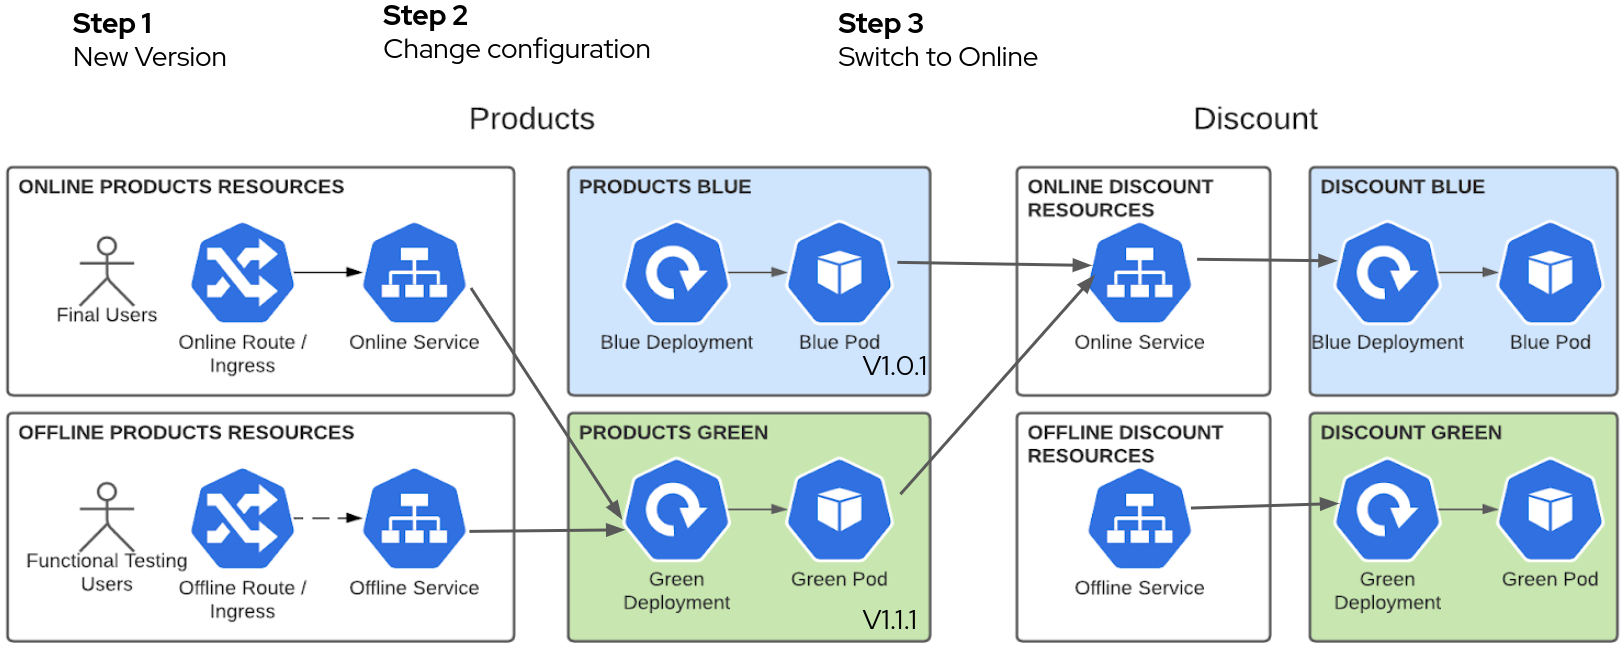 Step 1
New Version
Step 2
Change configuration
Step 3
Switch to Online
Products
Discount
ONLINE PRODUCTS RESOURCES
Final Users
Online Route /
Ingress
Online Service
PRODUCTS BLUE
Blue Deployment
Blue Pod
V1.0.1
ONLINE DISCOUNT
RESOURCES
Online Service
DISCOUNT BLUE
Blue Deployment
Blue Pod
OFFLINE PRODUCTS RESOURCES
Functional Testing
Users
Offline Route /
Ingress
Offline Service
PRODUCTS GREEN
Green
Deployment
Green Pod
V1.1.1
OFFLINE DISCOUNT
RESOURCES
Offline Service
DISCOUNT GREEN
Green
Deployment
Green Pod